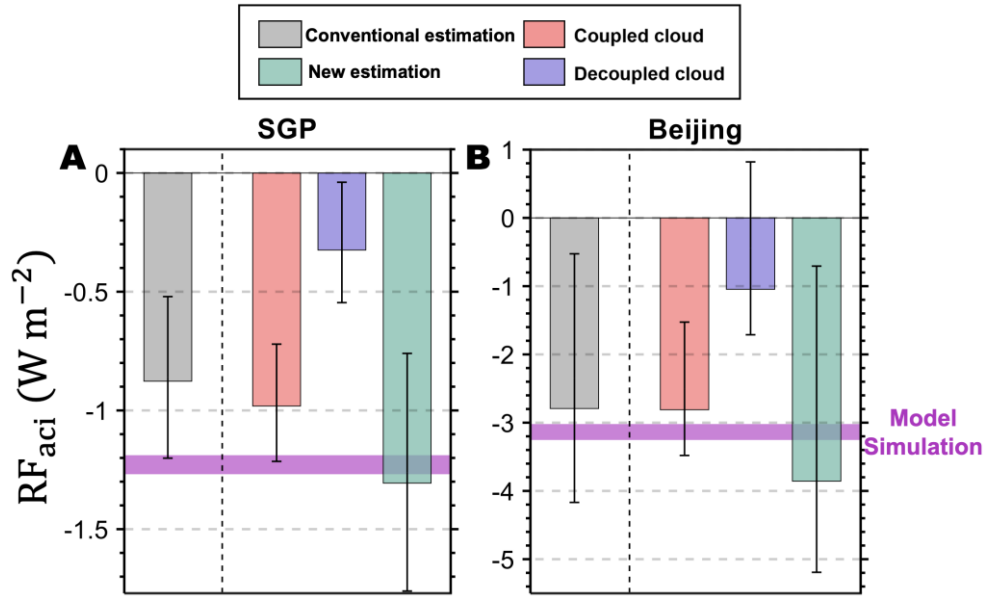 Conventional estimation
Coupled cloud
New estimation
Decoupled cloud
SGP
Beijing
A
B
RFaci (W m−2)
0
-0.5
-1
-1.5
1
0
-1
-2
-3
-4
-5
Model
Simulation